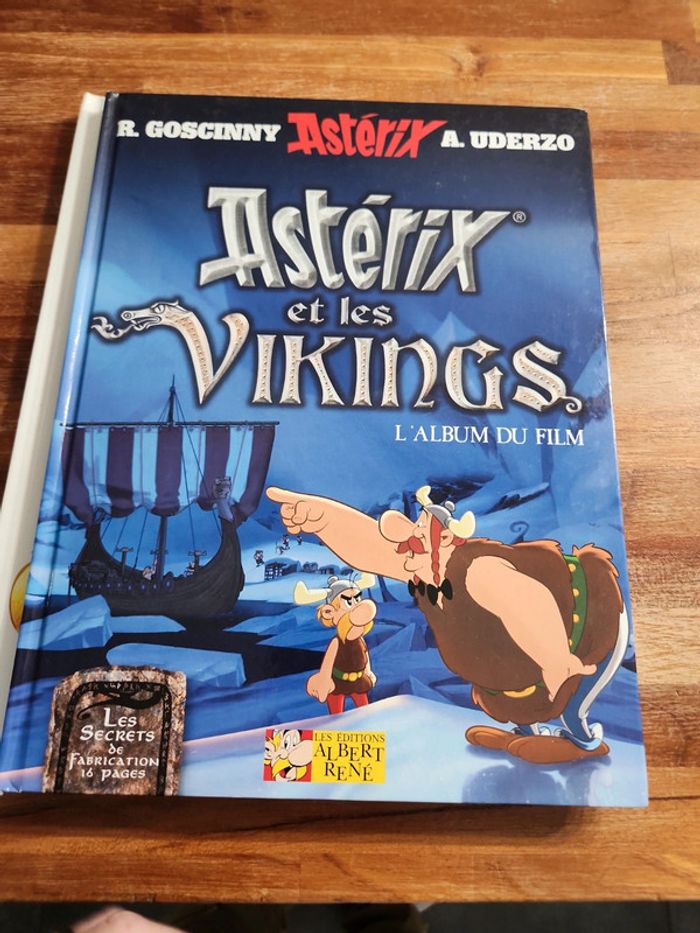 R. GOSCINNY Astérix A. UDERZO
Astérix®
et les
VIKINGS
L'ALBUM DU FILM
LES SECRETS
de
FABRICATION
16 PAGES
LES ÉDITIONS
ALBERT
RENÉ